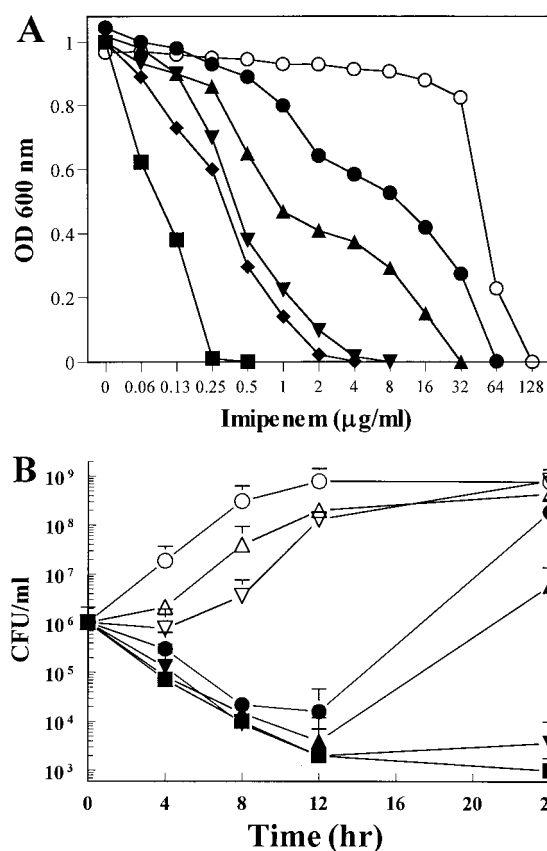 A
1
0.8
0.6
0.4
0.2
0
OD 600 nm
0 0.06 0.13 0.25 0.5 1 2 4 8 16 32 64 128
Imipenem (µg/ml)
B
10⁹
10⁸
10⁷
10⁶
10⁵
10⁴
10³
CFU/ml
0 4 8 12 16 20
Time (hr)